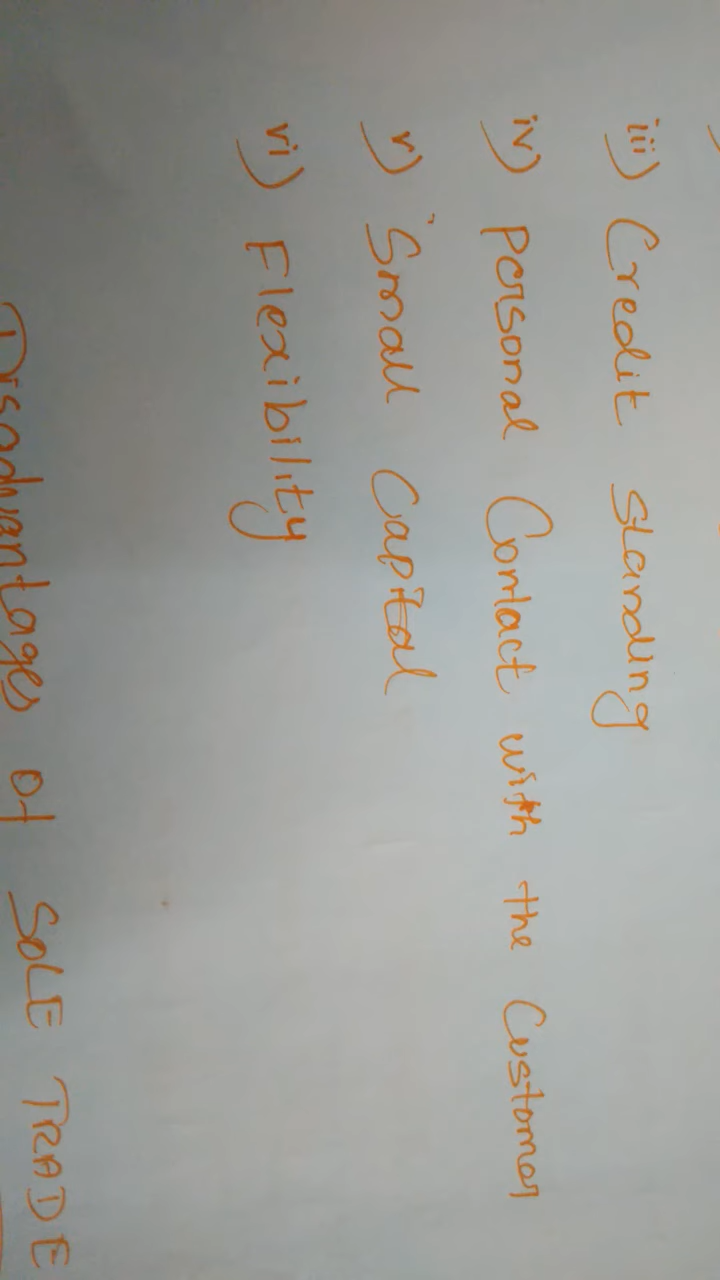 iii) Credit standing
iv) personal Contact with the Customer
v) Small Capital
vi) Flexibility
Disadvantages of SOLE TRADE